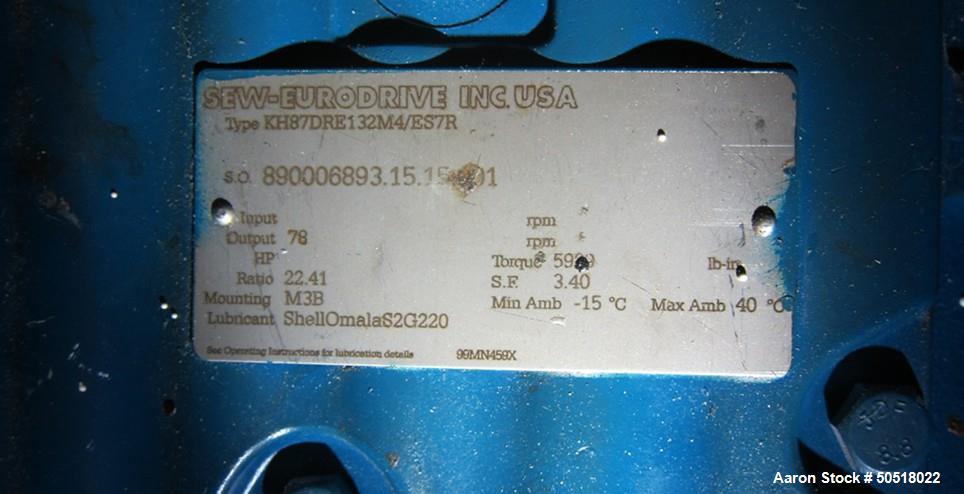 SEW-EURODRIVE INC. USA
Type KH87DRE132M4/ES7R
S.O. 890006893.15.15
Input rpm
Output 78 rpm
HP Torque lb-in
Ratio 22.41 S.F. 3.40
Mounting M3B Min Amb -15 °C Max Amb 40 °C
Lubricant ShellOmalaS2G220
See Operating Instructions for lubrication details 99MN459X
8.8
Aaron Stock # 50518022